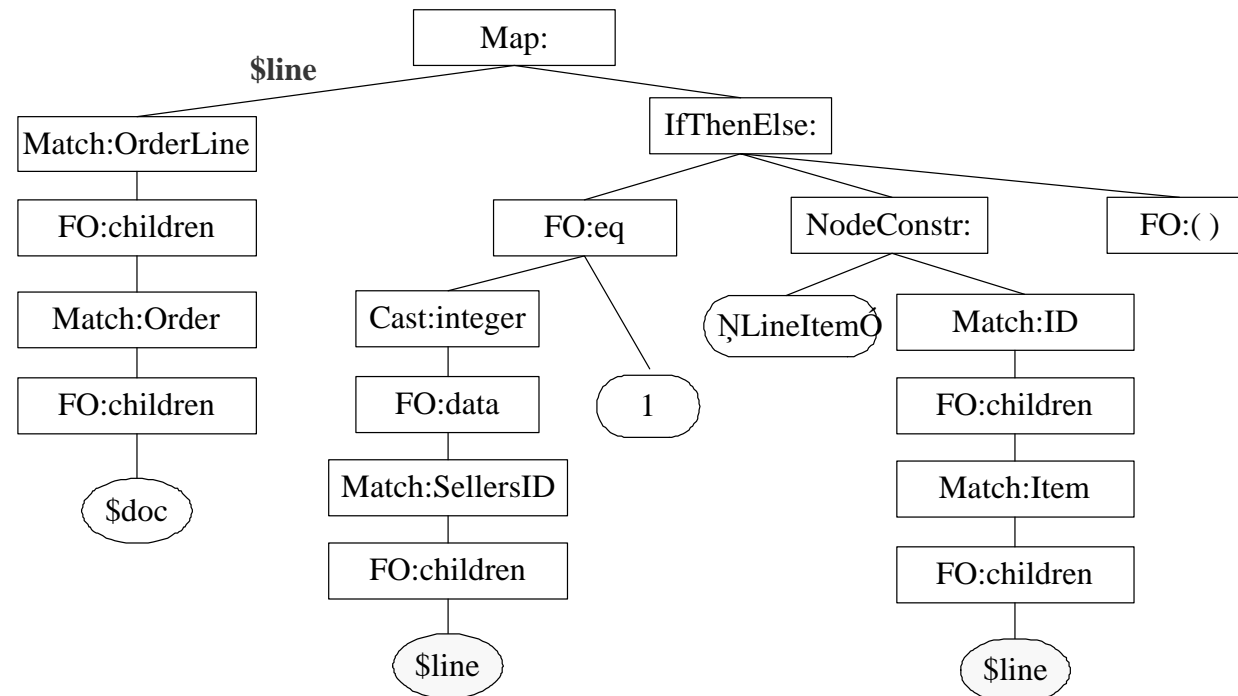 Map:
$line
IfThenElse:
Match:OrderLine
FO:children
FO:eq
NodeConstr:
FO:( )
Match:Order
Cast:integer
ŅLineItemÓ
Match:ID
FO:children
FO:data
1
FO:children
$doc
Match:SellersID
Match:Item
FO:children
FO:children
$line
$line